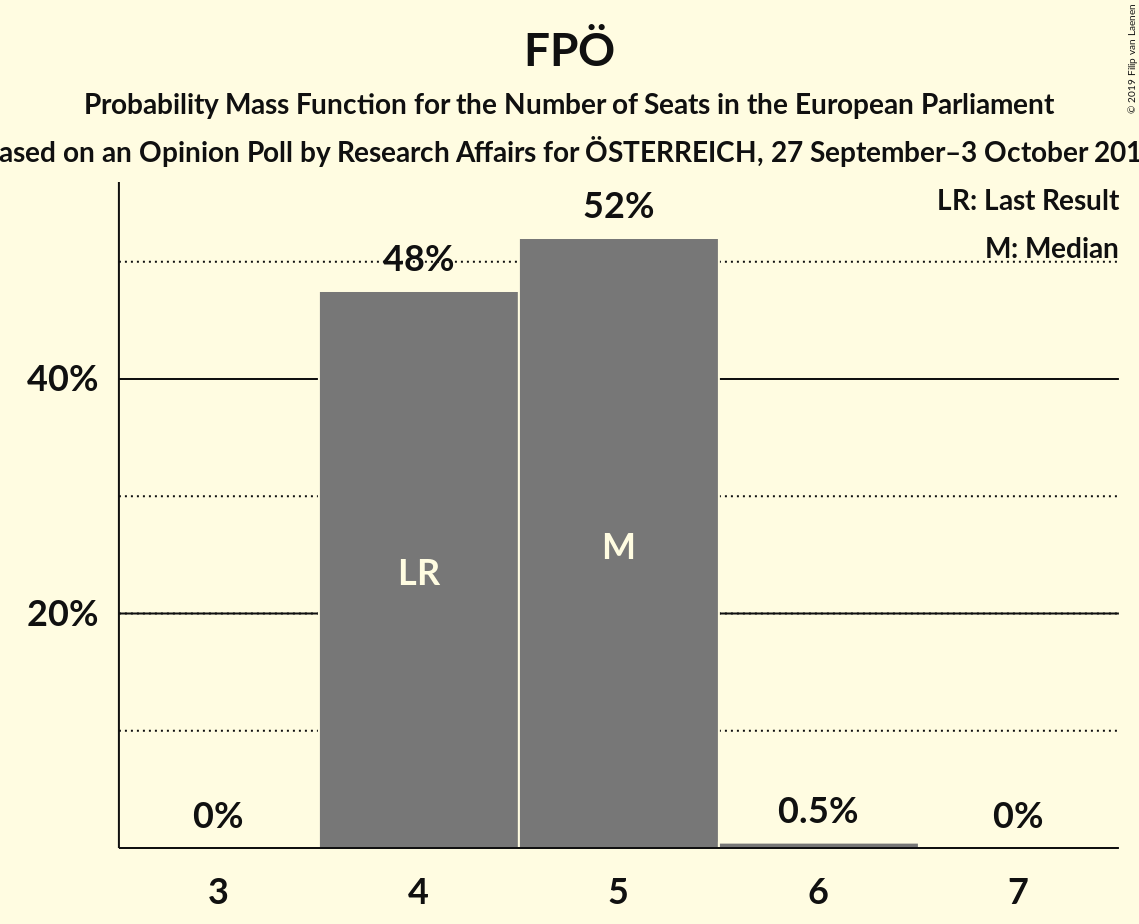 FPÖ
Probability Mass Function for the Number of Seats in the European Parliament
ased on an Opinion Poll by Research Affairs for ÖSTERREICH, 27 September–3 October 201
© 2019 Filip van Laenen
LR: Last Result
M: Median
52%
48%
40%
20%
LR
M
0%
0.5%
0%
3
4
5
6
7